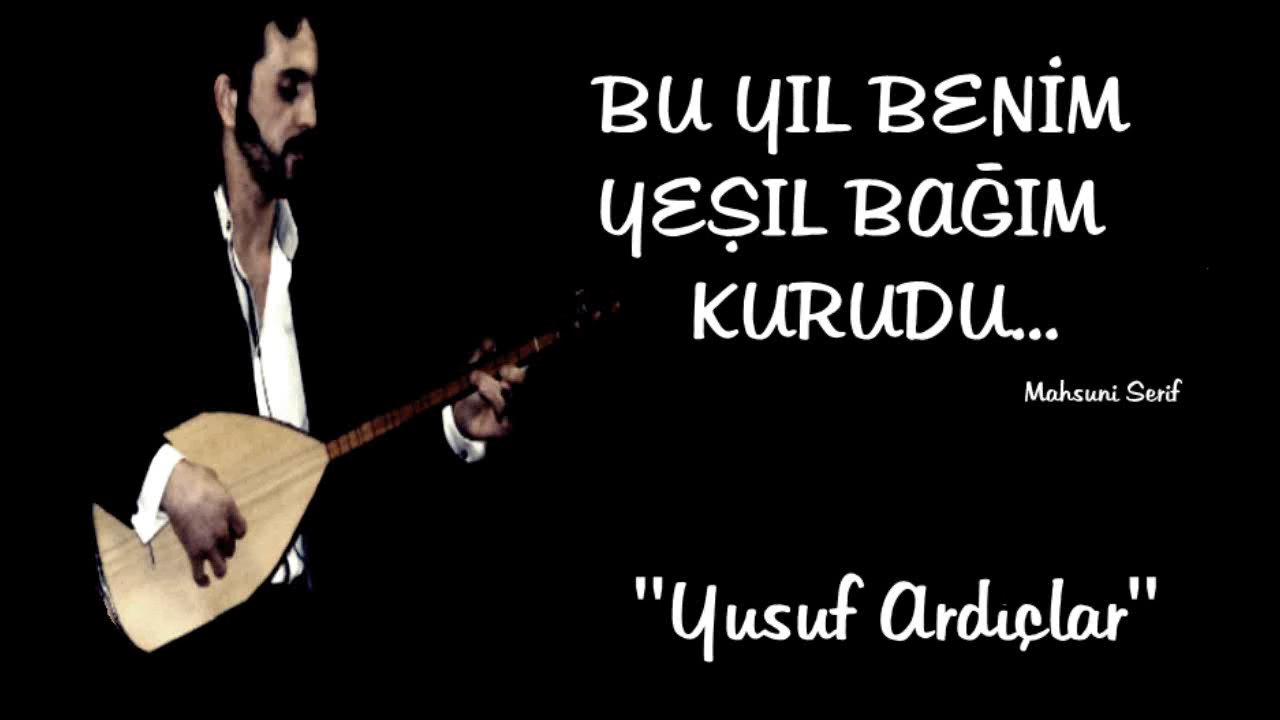 BU YIL BENİM
YEŞIL BAĞIM
KURUDU...
Mahsuni Serif
"Yusuf Ardıçlar"